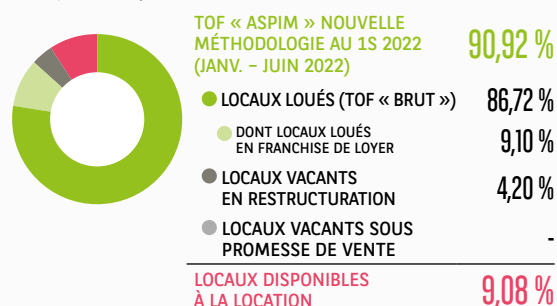 TOF « ASPIM » NOUVELLE
MÉTHODOLOGIE AU 1S 2022
(JANV. – JUIN 2022)
90,92 %
LOCAUX LOUÉS (TOF « BRUT »)
86,72 %
DONT LOCAUX LOUÉS
EN FRANCHISE DE LOYER
9,10 %
LOCAUX VACANTS
EN RESTRUCTURATION
4,20 %
LOCAUX VACANTS SOUS
PROMESSE DE VENTE
-
LOCAUX DISPONIBLES
À LA LOCATION
9,08 %